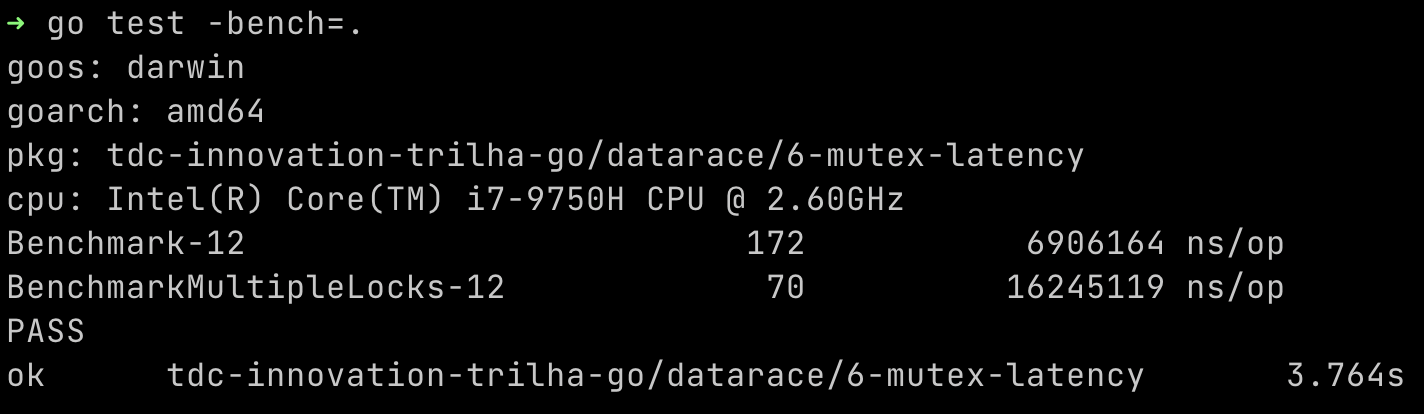 ➜ go test -bench=.
goos: darwin
goarch: amd64
pkg: tdc-innovation-trilha-go/datarace/6-mutex-latency
cpu: Intel(R) Core(TM) i7-9750H CPU @ 2.60GHz
Benchmark-12 172 6906164 ns/op
BenchmarkMultipleLocks-12 70 16245119 ns/op
PASS
ok tdc-innovation-trilha-go/datarace/6-mutex-latency 3.764s